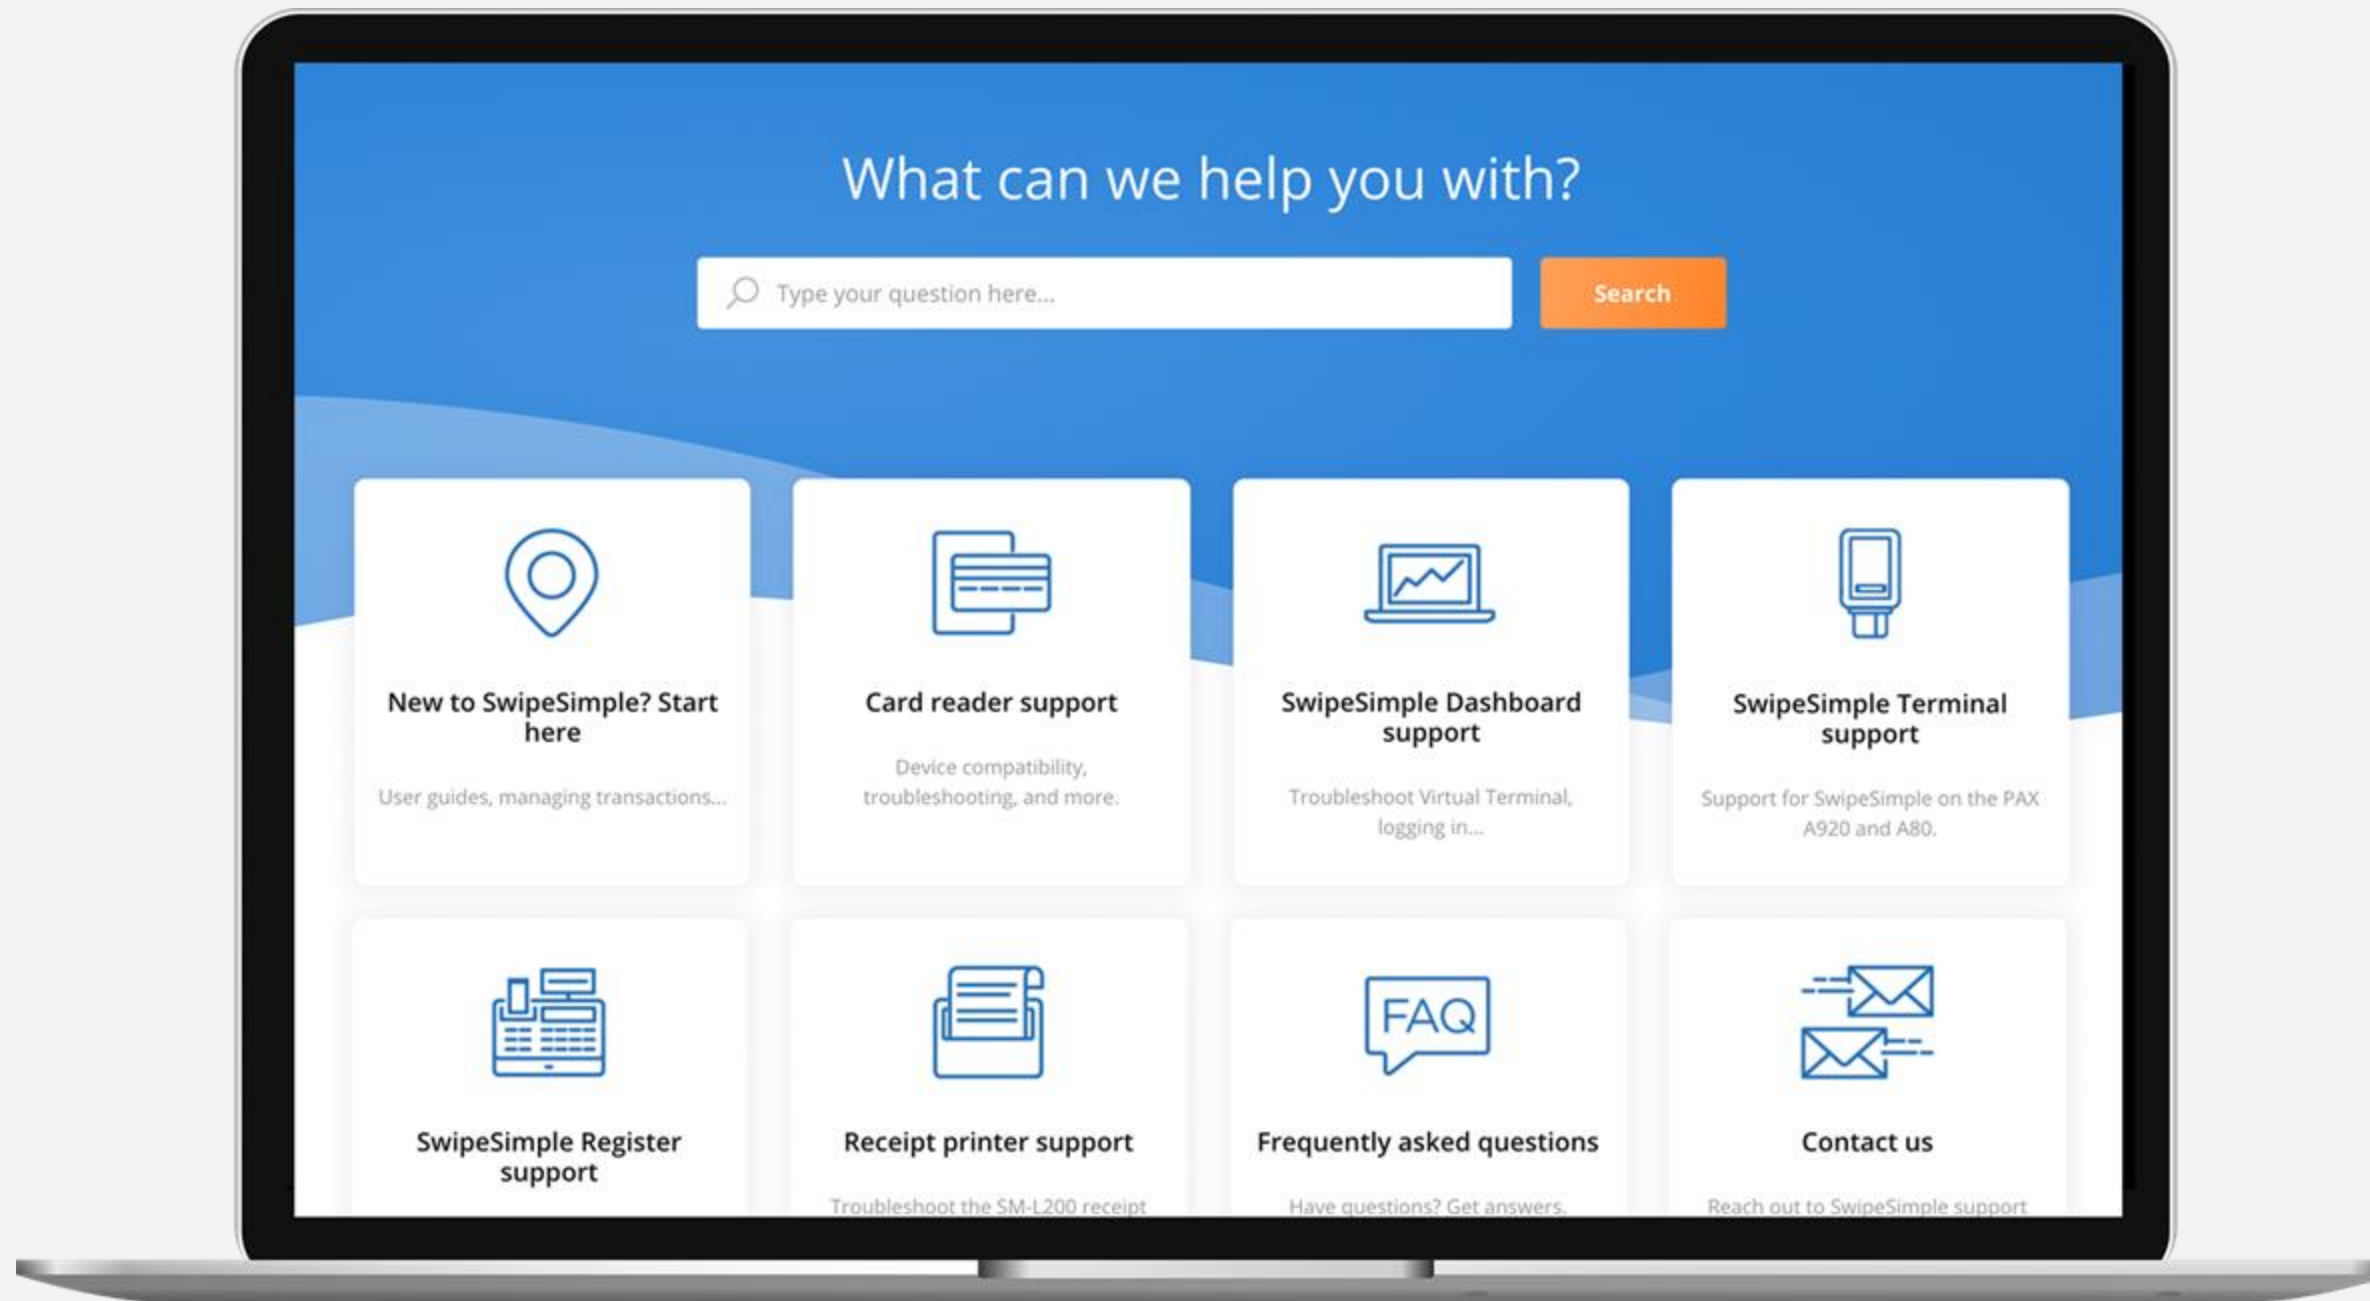 What can we help you with?
Type your question here...
Search
New to SwipeSimple? Start
here
User guides, managing transactions...
Card reader support
Device compatibility,
troubleshooting, and more.
SwipeSimple Dashboard
support
Troubleshoot Virtual Terminal,
logging in...
SwipeSimple Terminal
support
Support for SwipeSimple on the PAX
A920 and A80.
SwipeSimple Register
support
Receipt printer support
Troubleshoot the SM-L200 receipt
FAQ
Frequently asked questions
Have questions? Get answers.
Contact us
Reach out to SwipeSimple support